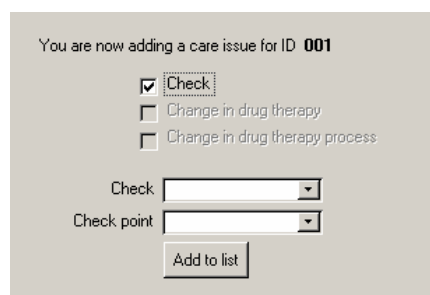 You are now adding a care issue for ID 001
Check
Change in drug therapy
Change in drug therapy process
Check
Check point
Add to list